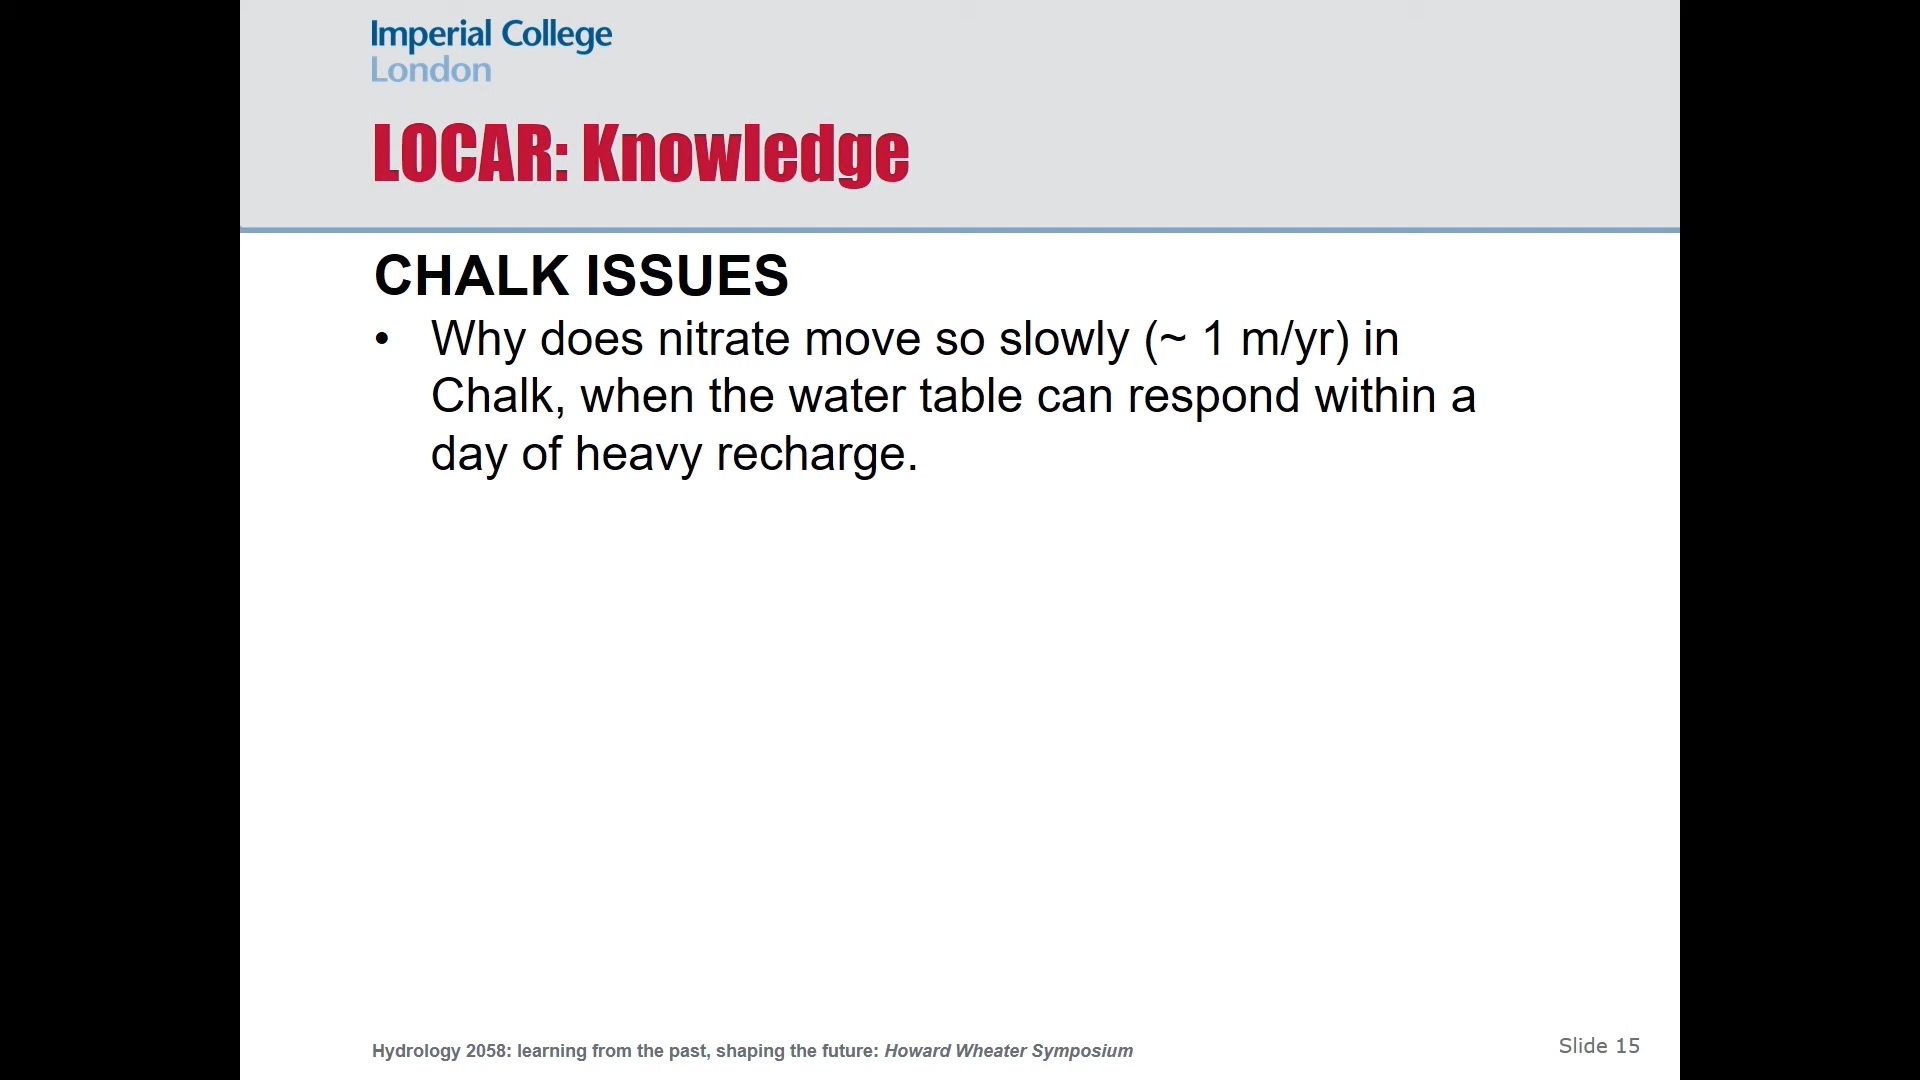 Imperial College
London
LOCAR: Knowledge
CHALK ISSUES
• Why does nitrate move so slowly (~ 1 m/yr) in
Chalk, when the water table can respond within a
day of heavy recharge.
Hydrology 2058: learning from the past, shaping the future: Howard Wheater Symposium
Slide 15